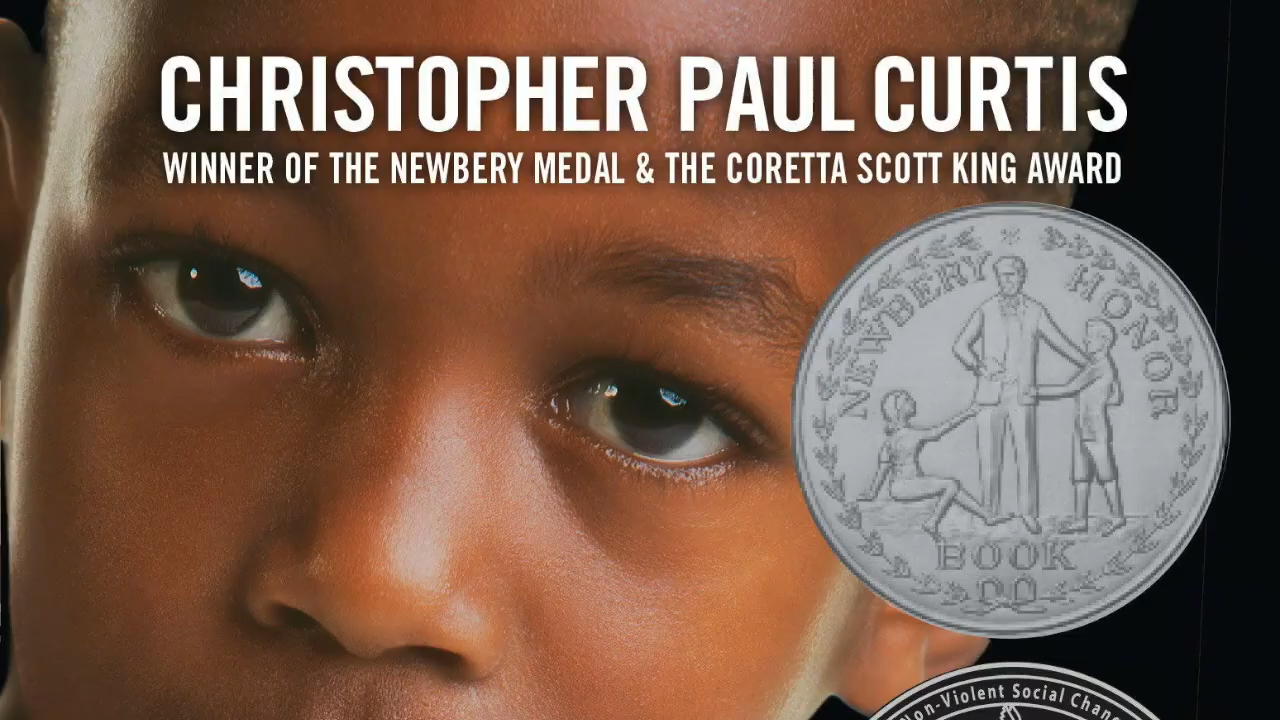 CHRISTOPHER PAUL CURTIS
WINNER OF THE NEWBERY MEDAL & THE CORETTA SCOTT KING AWARD
NEWBERY HONOR
BOOK
Non-Violent Social